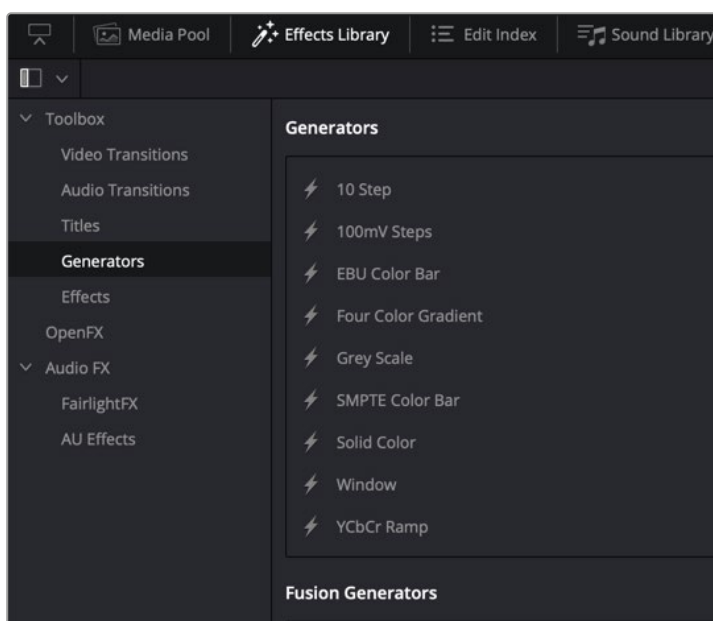 Media Pool
Effects Library
Edit Index
Sound Library
Toolbox
Video Transitions
Audio Transitions
Titles
Generators
Effects
OpenFX
Audio FX
FairlightFX
AU Effects
Generators
10 Step
100mV Steps
EBU Color Bar
Four Color Gradient
Grey Scale
SMPTE Color Bar
Solid Color
Window
YCbCr Ramp
Fusion Generators